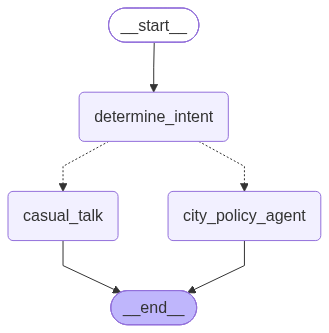 __start__
determine_intent
casual_talk
city_policy_agent
__end__